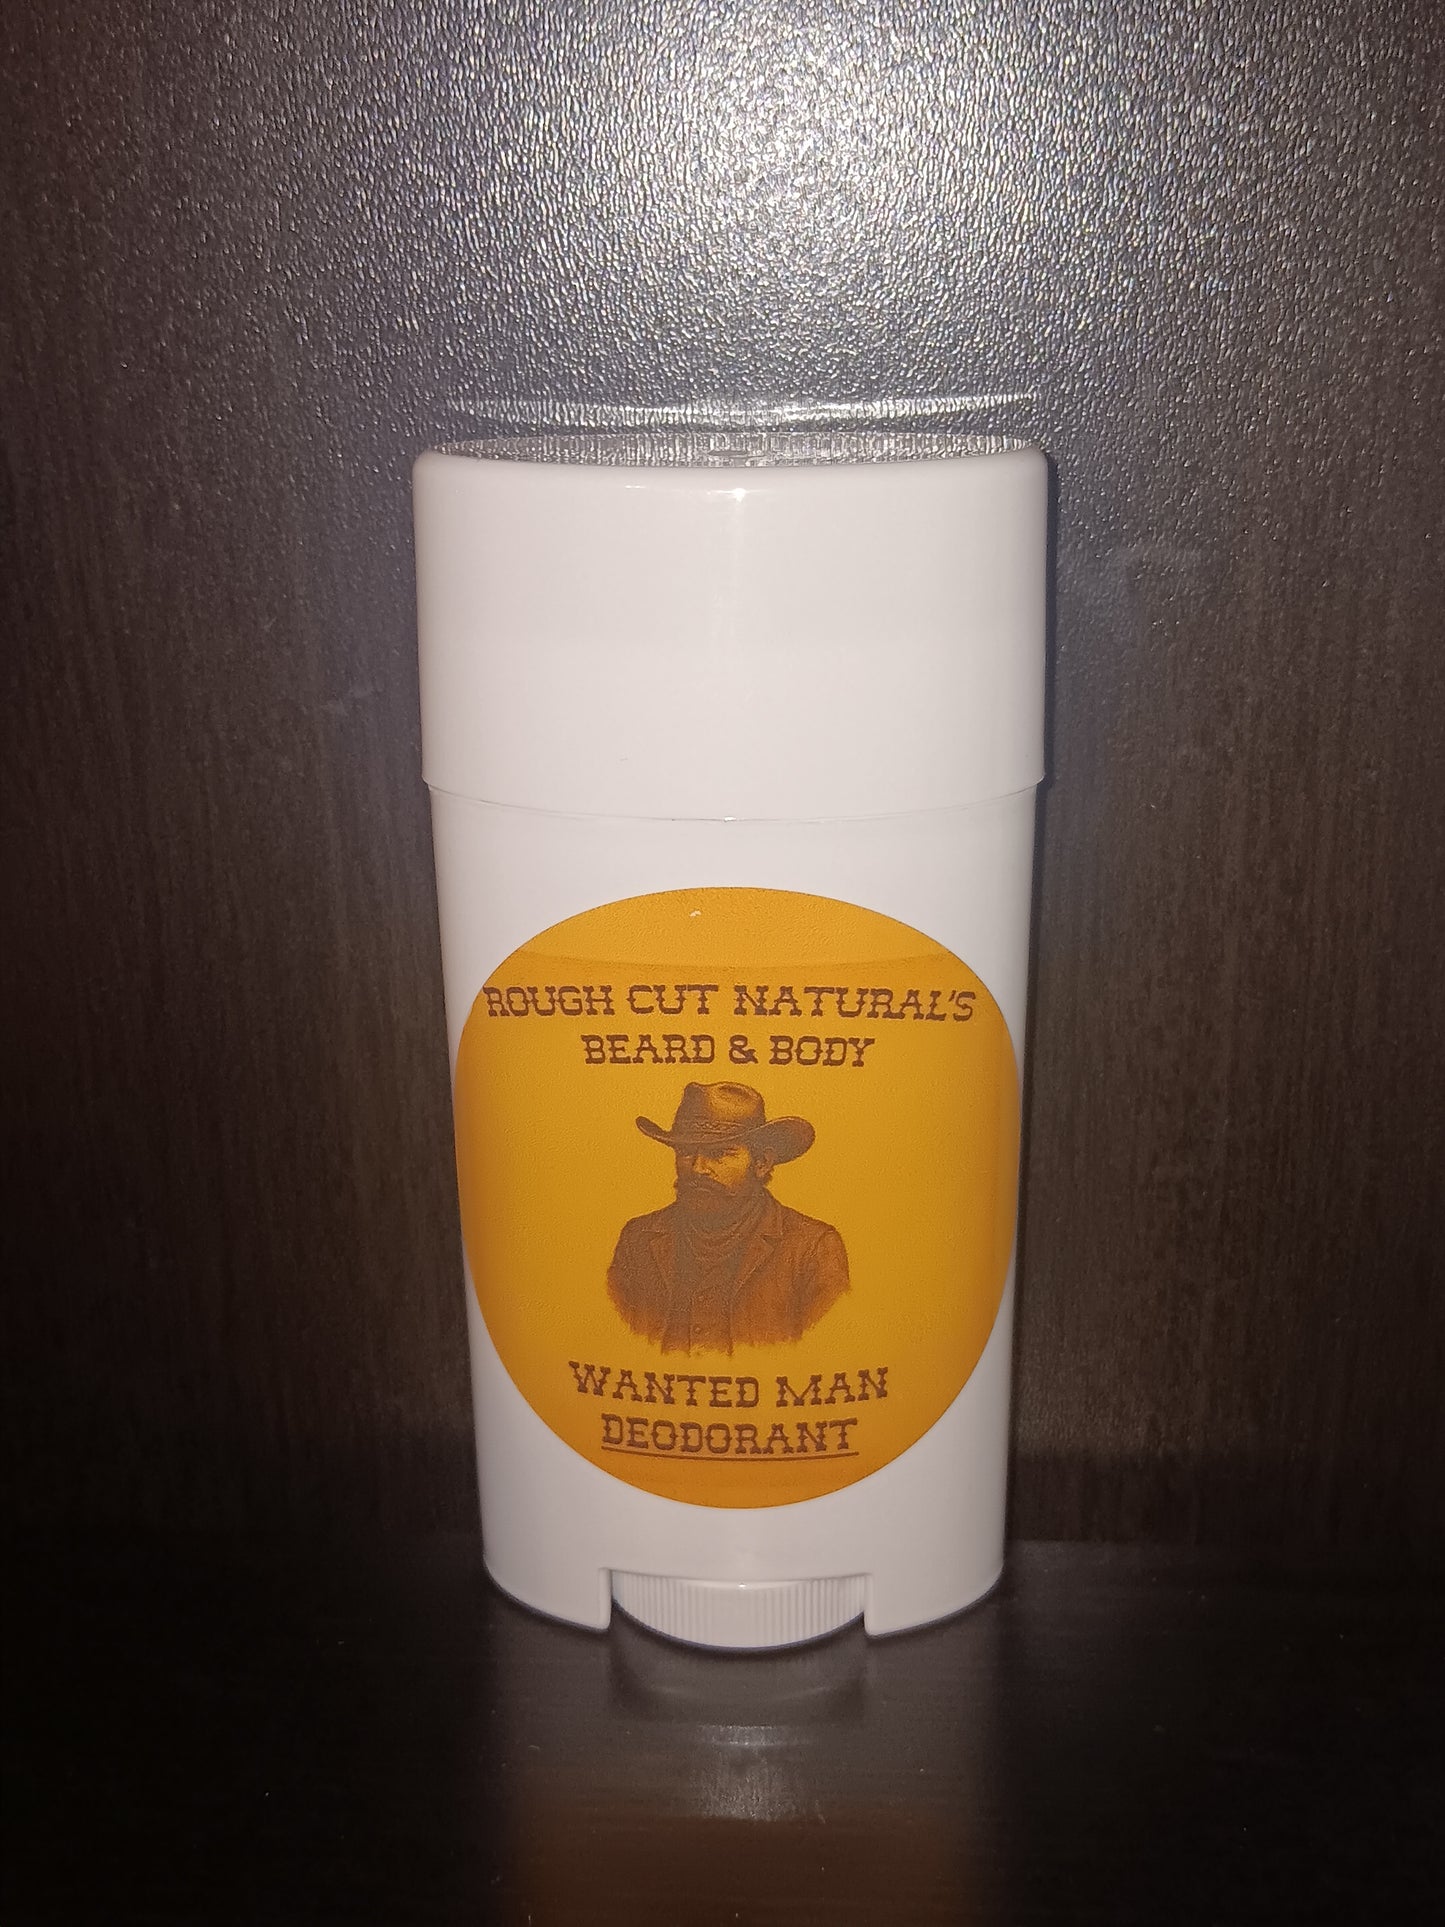 ROUGH CUT NATURAL'S
BEARD & BODY
WANTED MAN
DEODORANT